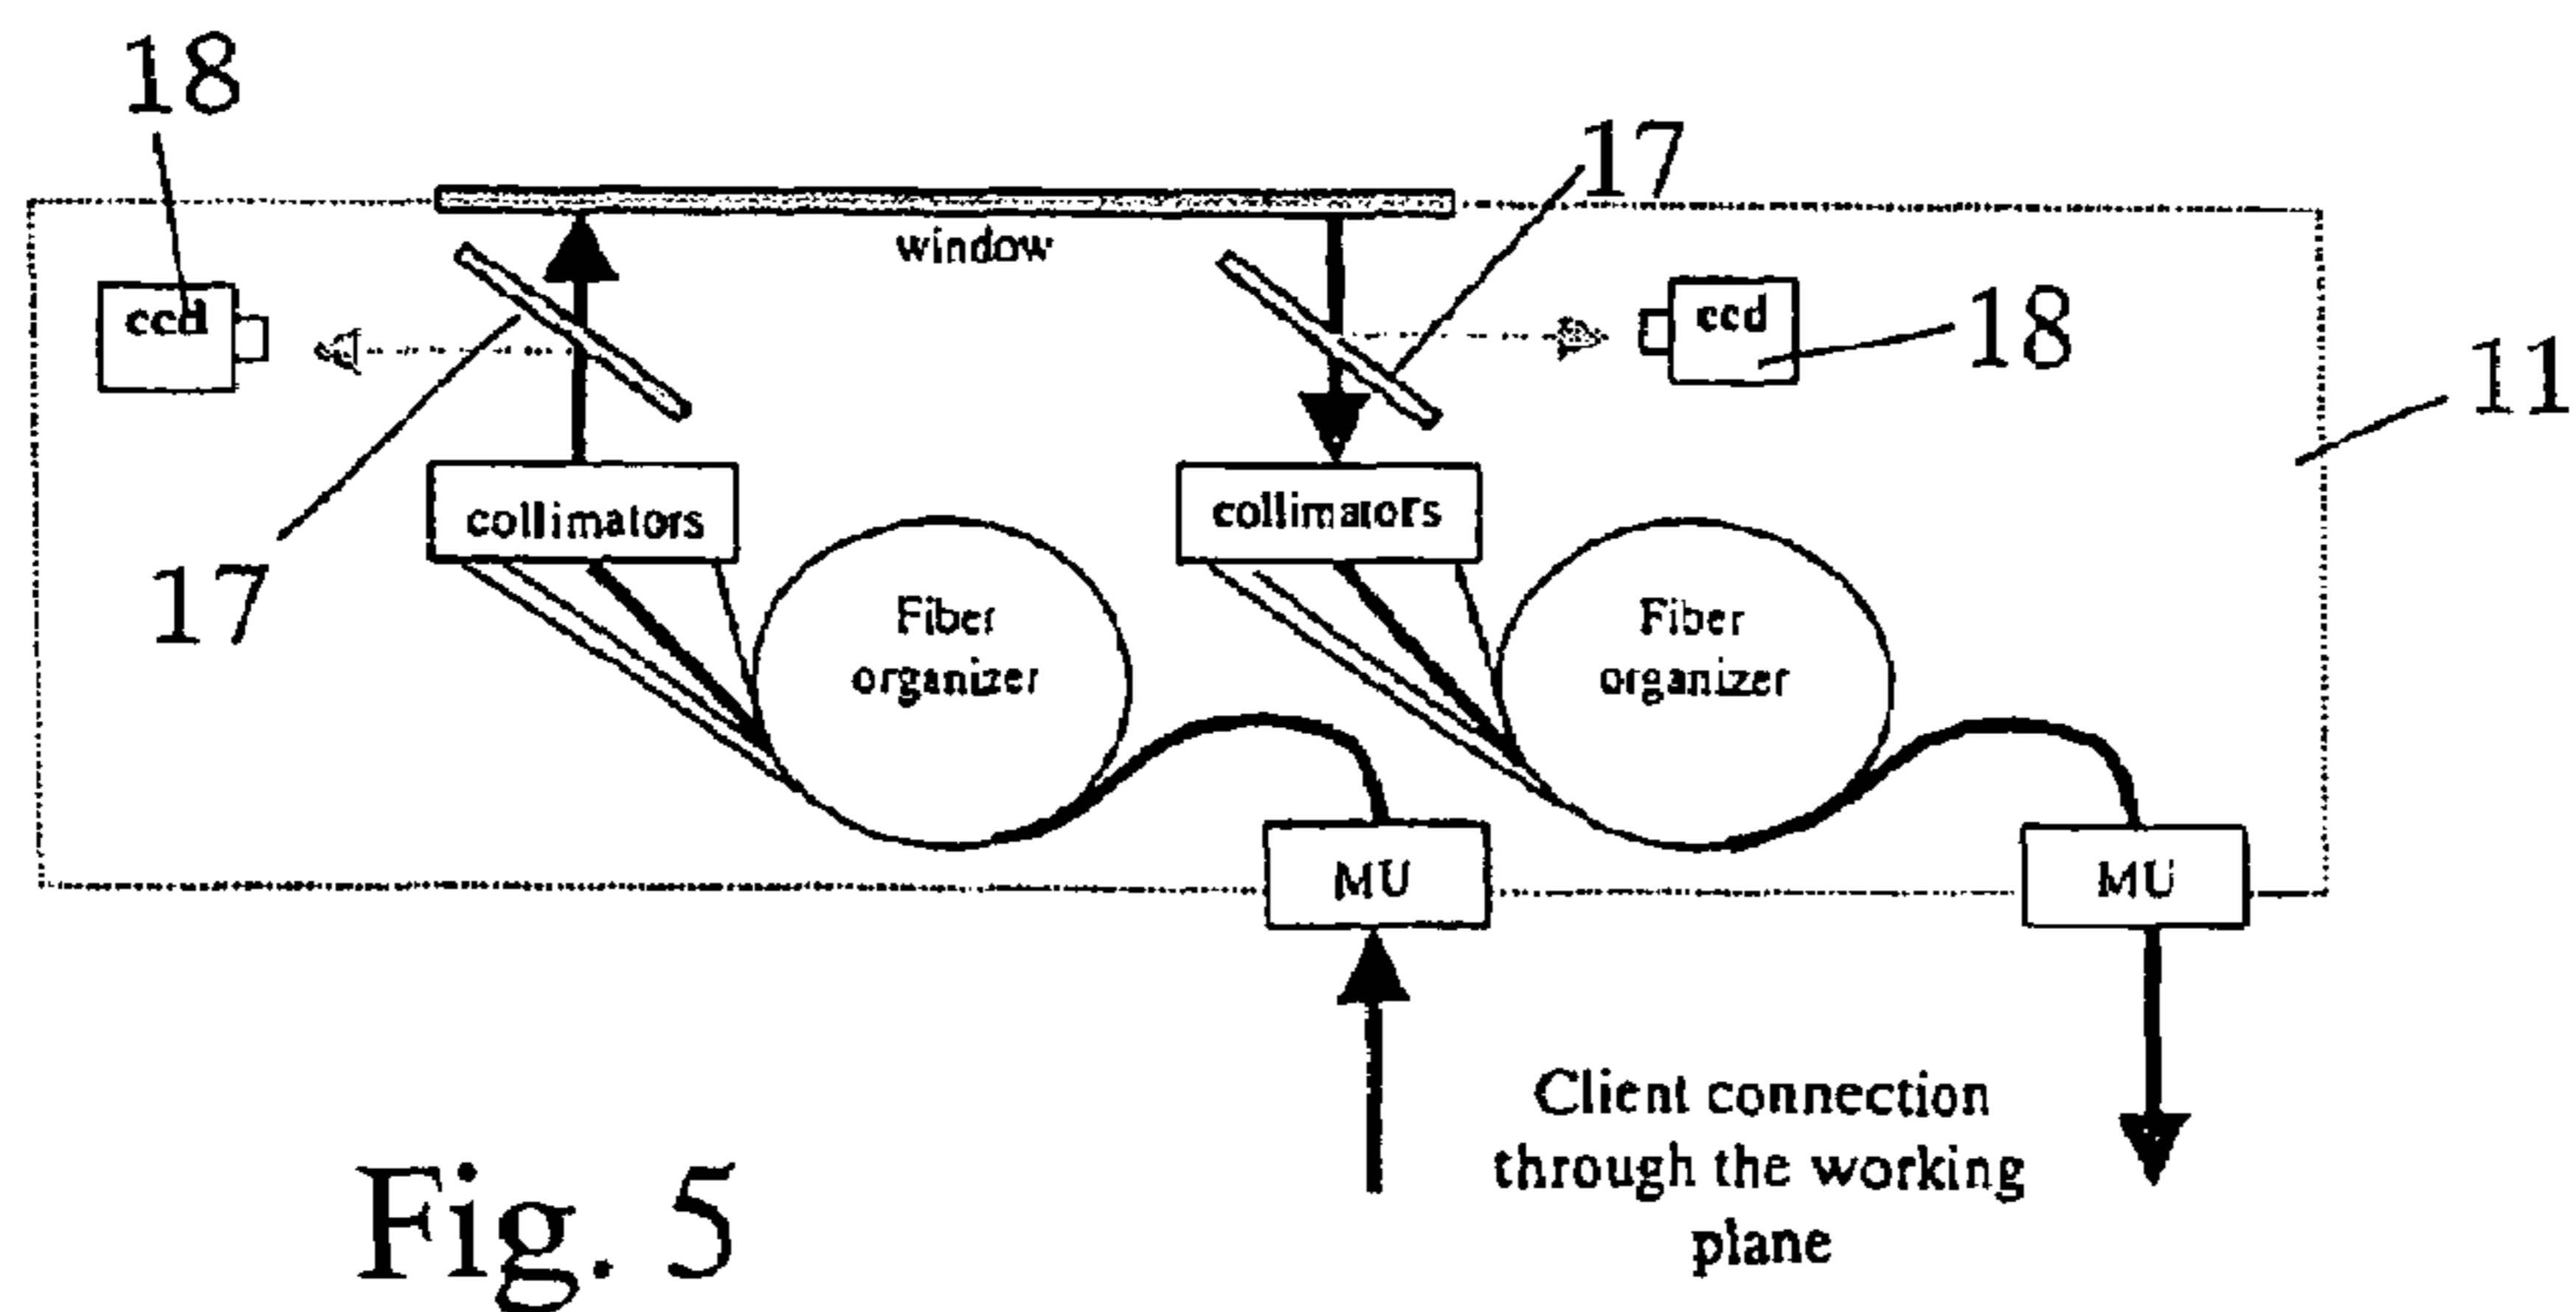 18
17
window
ccd
ccd
18
11
collimators
collimators
17
Fiber
organizer
Fiber
organizer
MU
MU
Client connection
through the working
plane
Fig. 5